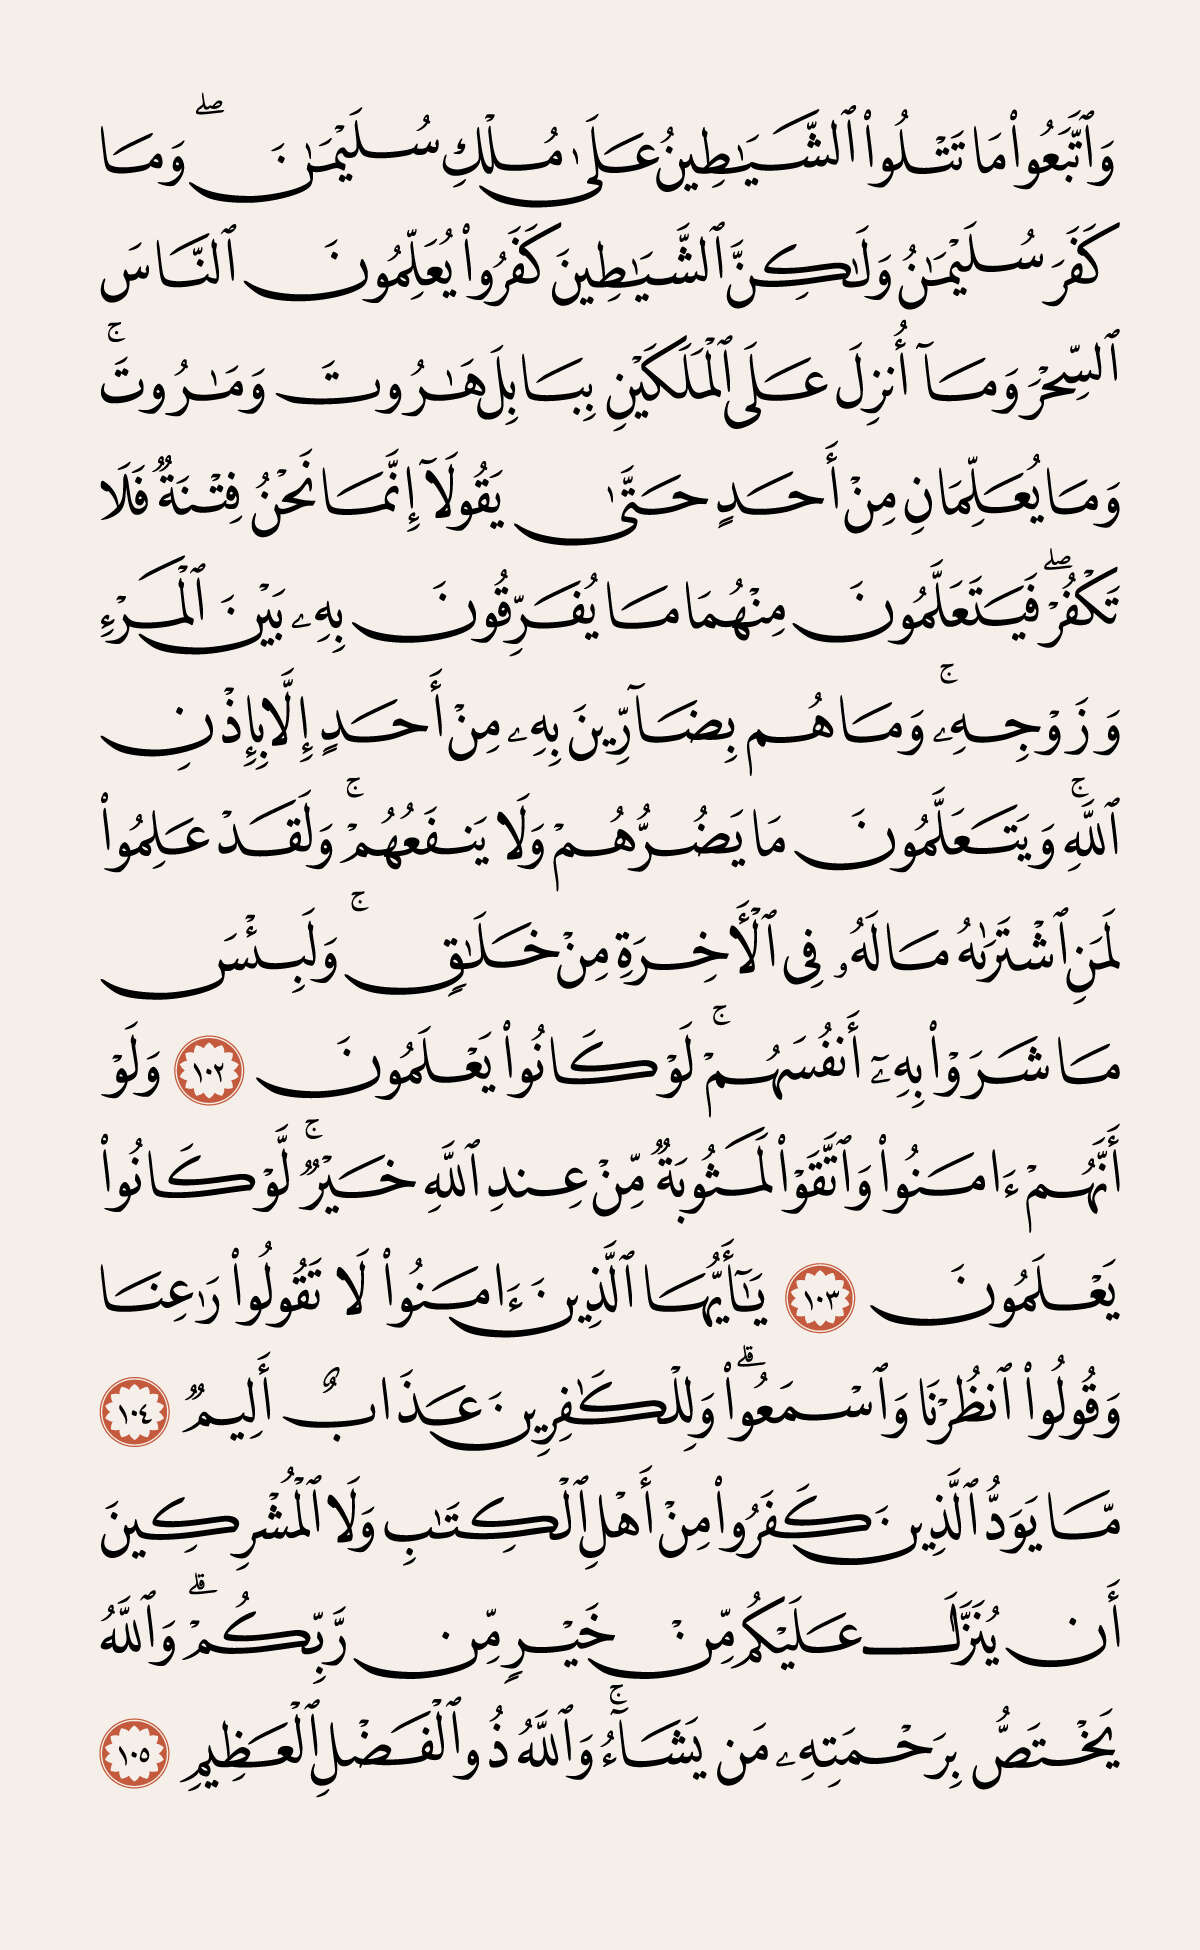 وَٱتَّبَعُوا۟ مَا تَتْلُوا۟ ٱلشَّيَـٰطِينُ عَلَىٰ مُلْكِ سُلَيْمَـٰنَ ۖ وَمَا
كَفَرَ سُلَيْمَـٰنُ وَلَـٰكِنَّ ٱلشَّيَـٰطِينَ كَفَرُوا۟ يُعَلِّمُونَ ٱلنَّاسَ
ٱلسِّحْرَ وَمَآ أُنزِلَ عَلَى ٱلْمَلَكَيْنِ بِبَابِلَ هَـٰرُوتَ وَمَـٰرُوتَ ۚ
وَمَا يُعَلِّمَانِ مِنْ أَحَدٍ حَتَّىٰ يَقُولَآ إِنَّمَا نَحْنُ فِتْنَةٌ فَلَا
تَكْفُرْ ۖ فَيَتَعَلَّمُونَ مِنْهُمَا مَا يُفَرِّقُونَ بِهِۦ بَيْنَ ٱلْمَرْءِ
وَزَوْجِهِۦ ۚ وَمَا هُم بِضَآرِّينَ بِهِۦ مِنْ أَحَدٍ إِلَّا بِإِذْنِ
ٱللَّهِ ۚ وَيَتَعَلَّمُونَ مَا يَضُرُّهُمْ وَلَا يَنفَعُهُمْ ۚ وَلَقَدْ عَلِمُوا۟
لَمَنِ ٱشْتَرَىٰهُ مَا لَهُۥ فِى ٱلْأَخِرَةِ مِنْ خَلَـٰقٍ ۚ وَلَبِئْسَ
مَا شَرَوْا۟ بِهِۦٓ أَنفُسَهُمْ ۚ لَوْ كَانُوا۟ يَعْلَمُونَ ١٠٢ وَلَوْ
أَنَّهُمْ ءَامَنُوا۟ وَٱتَّقَوْا۟ لَمَثُوبَةٌ مِّنْ عِندِ ٱللَّهِ خَيْرٌ ۚ لَّوْ كَانُوا۟
يَعْلَمُونَ ١٠٣ يَـٰٓأَيُّهَا ٱلَّذِينَ ءَامَنُوا۟ لَا تَقُولُوا۟ رَٰعِنَا
وَقُولُوا۟ ٱنظُرْنَا وَٱسْمَعُوا۟ ۗ وَلِلْكَـٰفِرِينَ عَذَابٌ أَلِيمٌ ١٠٤
مَّا يَوَدُّ ٱلَّذِينَ كَفَرُوا۟ مِنْ أَهْلِ ٱلْكِتَـٰبِ وَلَا ٱلْمُشْرِكِينَ
أَن يُنَزَّلَ عَلَيْكُم مِّنْ خَيْرٍ مِّن رَّبِّكُمْ ۗ وَٱللَّهُ
يَخْتَصُّ بِرَحْمَتِهِۦ مَن يَشَآءُ ۚ وَٱللَّهُ ذُو ٱلْفَضْلِ ٱلْعَظِيمِ ١٠٥